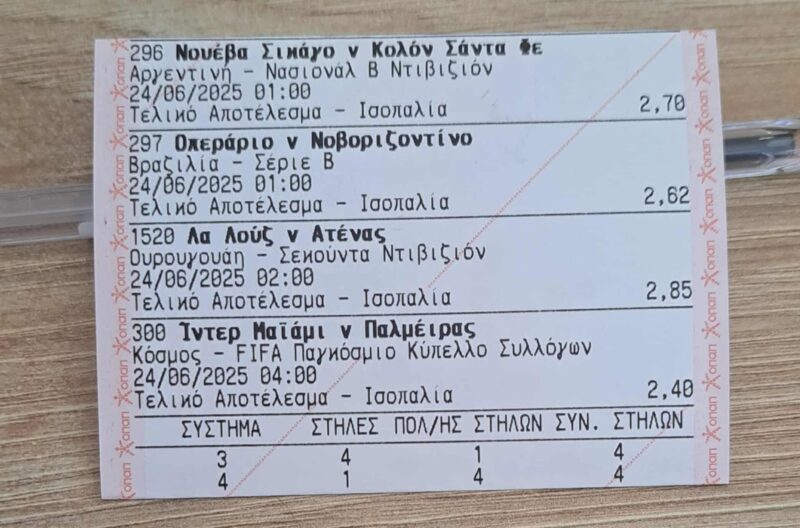 296 Νουέβα Σικάγο v Κολόν Σάντα Φε
Αργεντινή - Νασιονάλ Β Ντιβιζιόν
24/06/2025 01:00
Τελικό Αποτέλεσμα - Ισοπαλία 2,70
297 Οπεράριο v Νοβοριζοντίνο
Βραζιλία - Σέριε Β
24/06/2025 01:00
Τελικό Αποτέλεσμα - Ισοπαλία 2,62
1520 Λα Λούζ v Ατένας
Ουρουγουάη - Σεκούντα Ντιβιζιόν
24/06/2025 02:00
Τελικό Αποτέλεσμα - Ισοπαλία 2,85
300 Ίντερ Μαϊάμι v Παλμέιρας
Κόσμος - FIFA Παγκόσμιο Κύπελλο Συλλόγων
24/06/2025 04:00
Τελικό Αποτέλεσμα - Ισοπαλία 2,40
ΣΥΣΤΗΜΑ ΣΤΗΛΕΣ ΠΟΛ/ΗΣ ΣΤΗΛΩΝ ΣΥΝ. ΣΤΗΛΩΝ
3 4 1 4
4 1 4 4
οπαπ